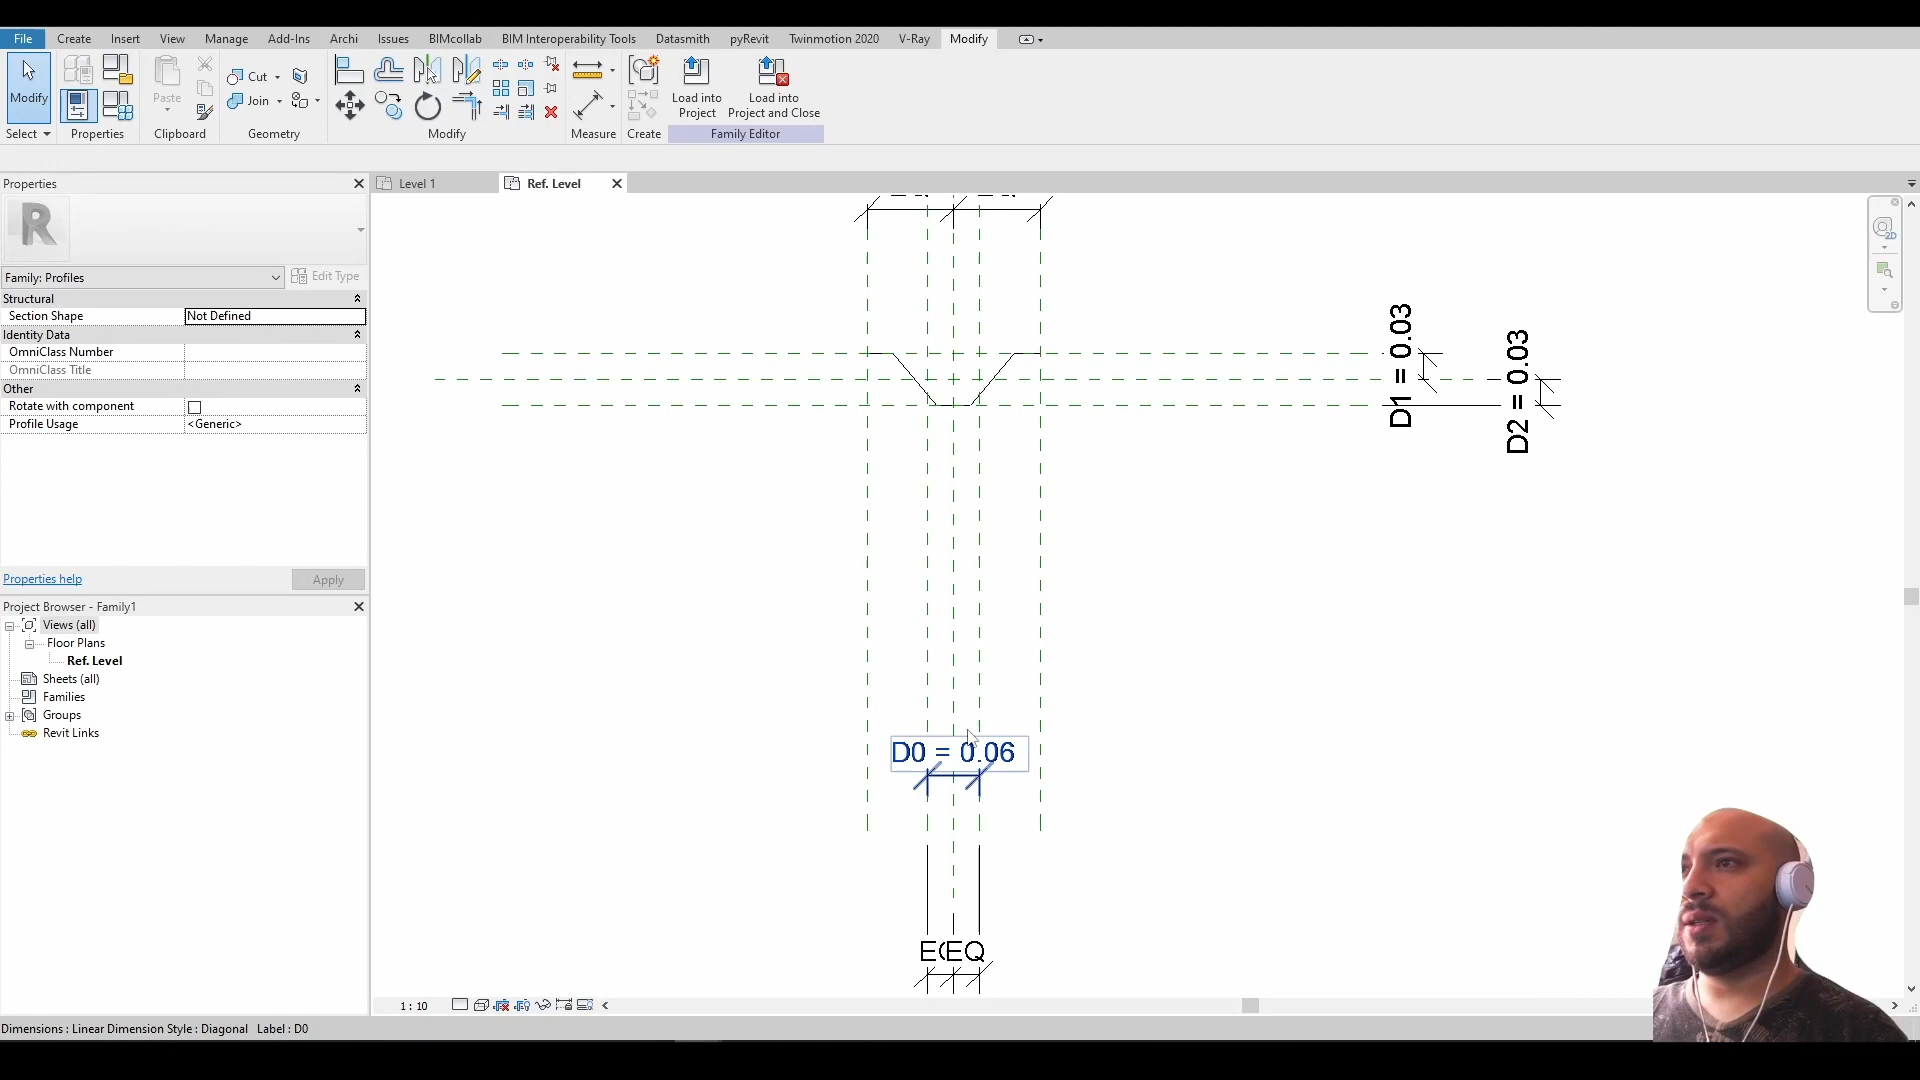 File Create Insert View Manage Add-Ins Archi Issues BIMcollab BIM Interoperability Tools Datasmith pyRevit Twinmotion 2020 V-Ray Modify
Modify
Paste
Cut
Join
Load into
Project
Load into
Project and Close
Select Properties Clipboard Geometry Modify Measure Create Family Editor
Properties
Level 1
Ref. Level
R
Family: Profiles
Edit Type
Structural
Section Shape Not Defined
Identity Data
OmniClass Number
OmniClass Title
Other
Rotate with component
Profile Usage <Generic>
Properties help
Apply
Project Browser - Family1
Views (all)
Floor Plans
Ref. Level
Sheets (all)
Families
Groups
Revit Links
D1 = 0.03
D2 = 0.03
D0 = 0.06
EQ
2D
1 : 10
Dimensions : Linear Dimension Style : Diagonal Label : D0